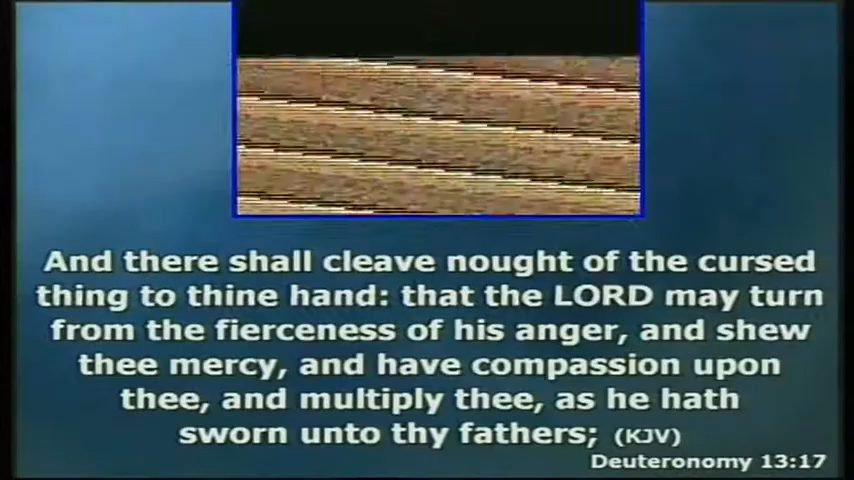 And there shall cleave nought of the cursed
thing to thine hand: that the LORD may turn
from the fierceness of his anger, and shew
thee mercy, and have compassion upon
thee, and multiply thee, as he hath
sworn unto thy fathers; (KJV)
Deuteronomy 13:17